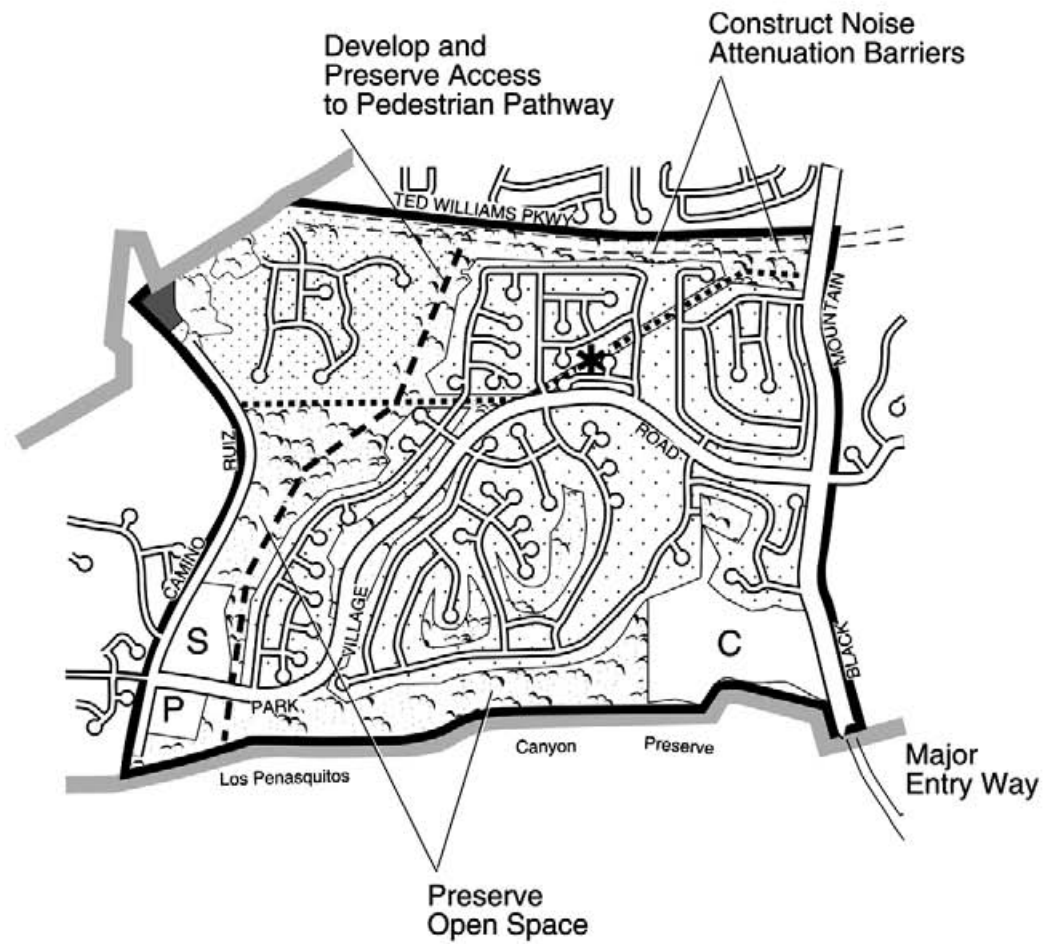 Construct Noise
Attenuation Barriers
Develop and
Preserve Access
to Pedestrian Pathway
TED WILLIAMS PKWY
MOUNTAIN
ROAD
RUIZ
CAMINO
VILLAGE
S
C
BLACK
P
PARK
Canyon
Preserve
Los Penasquitos
Major
Entry Way
Preserve
Open Space